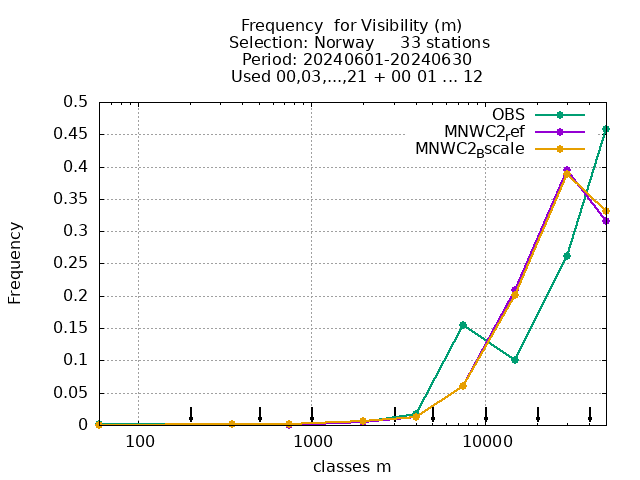 Frequency  for Visibility (m)
Selection: Norway     33 stations
Period: 20240601-20240630
Used 00,03,...,21 + 00 01 ... 12
0.5
0.45
0.4
0.35
0.3
0.25
0.2
0.15
0.1
0.05
0
Frequency
OBS
MNWC2ref
MNWC2Bscale
100
1000
10000
classes m